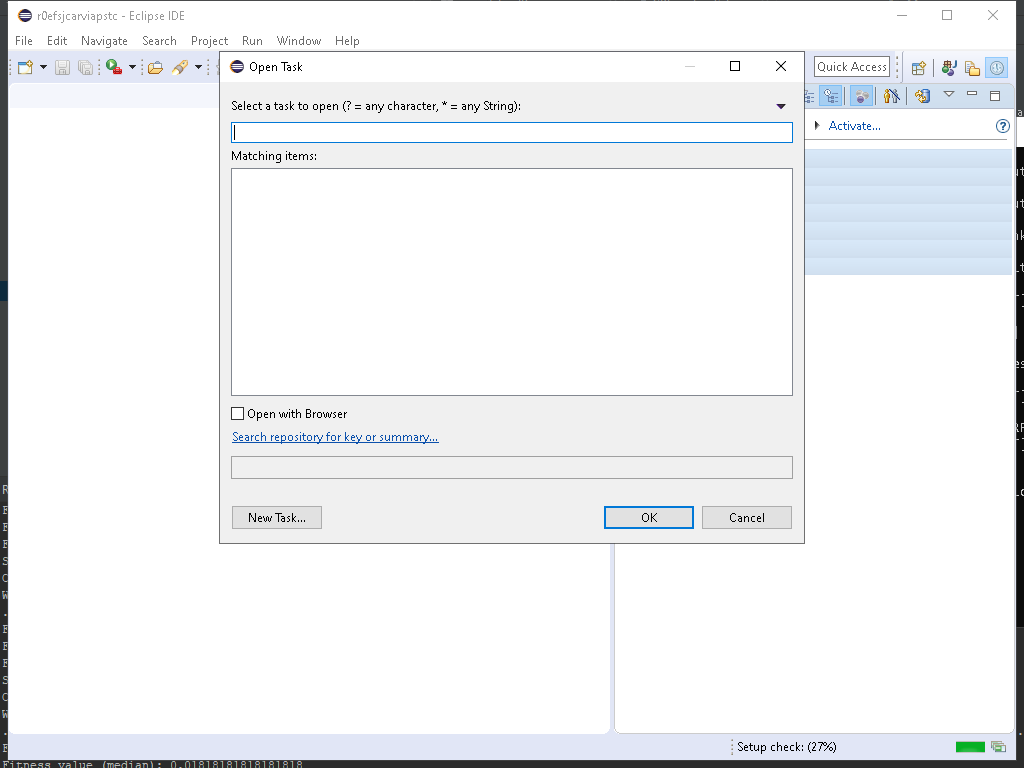 r0efsjcarviapstc - Eclipse IDE
File Edit Navigate Search Project Run Window Help
Open Task
Quick Access
Select a task to open (? = any character, * = any String):
Activate...
Matching items:
Open with Browser
Search repository for key or summary...
New Task... OK Cancel
Setup check: (27%)
Fitness value (median): 0.01818181818181818